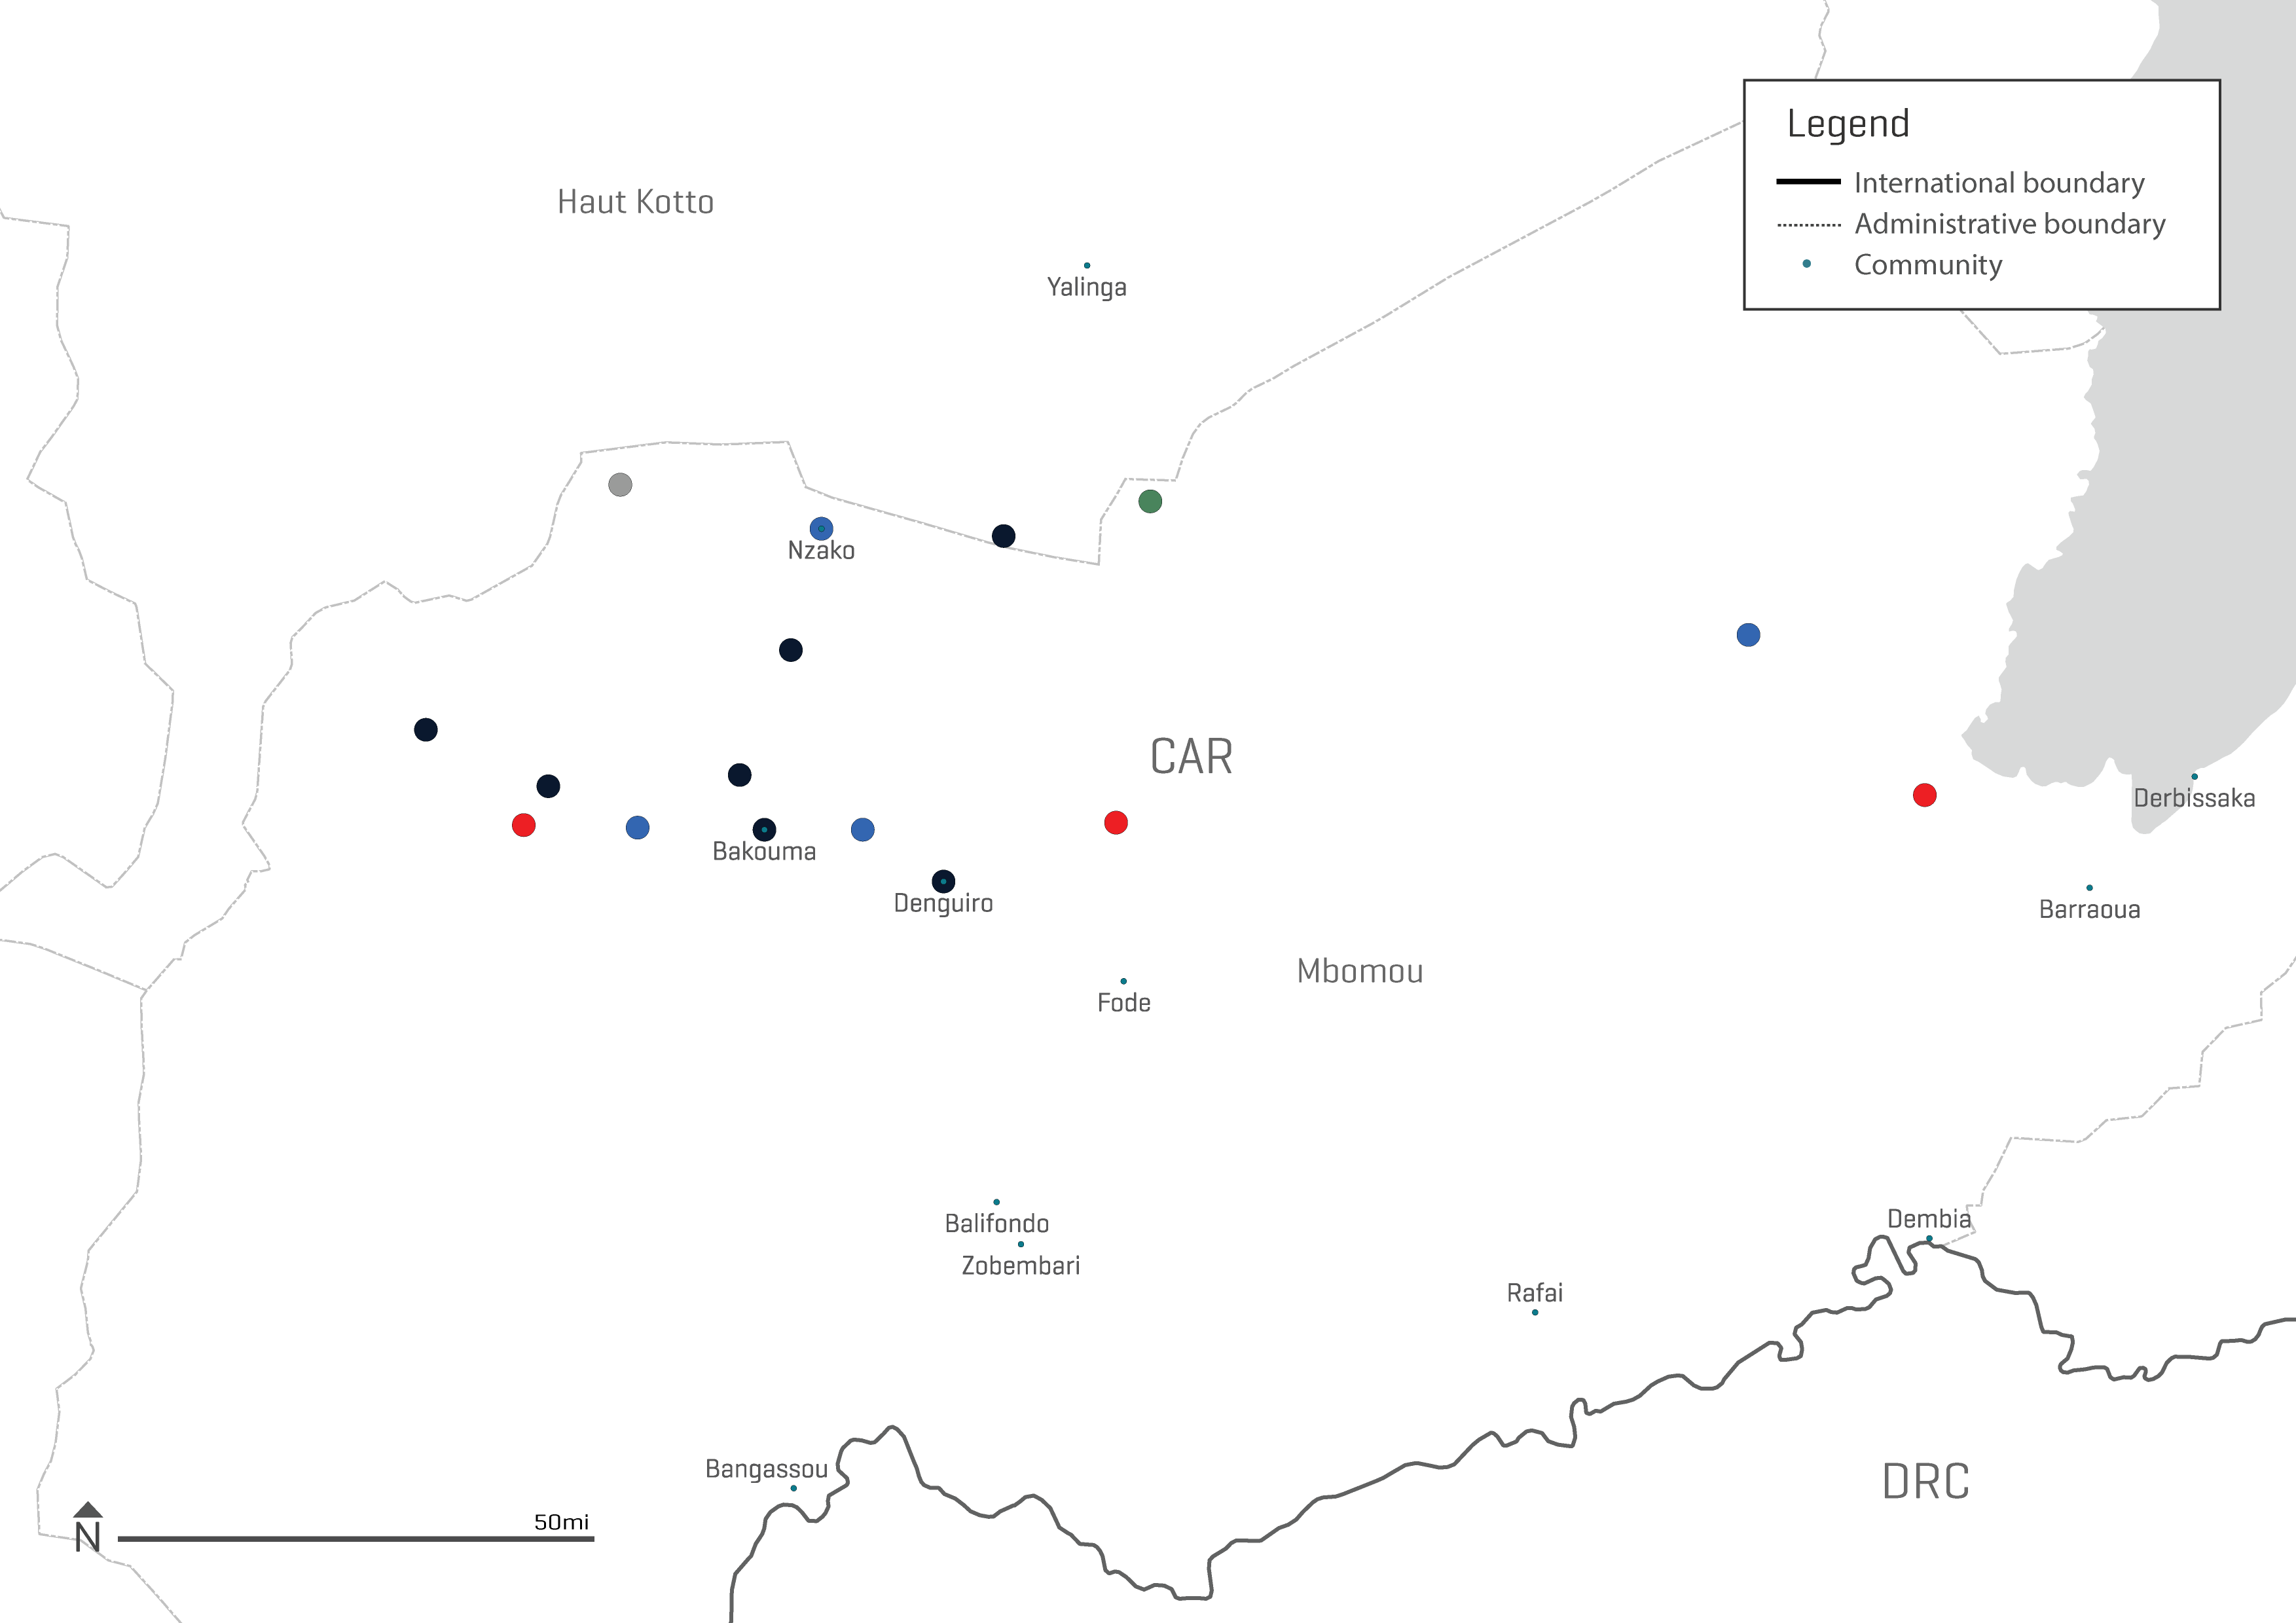 Legend
International boundary
Administrative boundary
Community
Haut Kotto
Yalinga
Nzako
CAR
Derbissaka
Bakouma
Denguiro
Barraoua
Mbomou
Fode
Balifondo
Zobembari
Dembia
Rafai
Bangassou
DRC
N
50mi